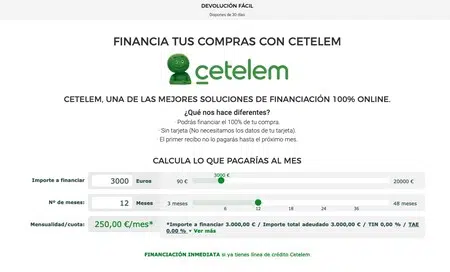 DEVOLUCIÓN FÁCIL
Dispones de 30 días
FINANCIA TUS COMPRAS CON CETELEM
cetelem
CETELEM, UNA DE LAS MEJORES SOLUCIONES DE FINANCIACIÓN 100% ONLINE.
¿Qué nos hace diferentes?
· Podrás financiar el 100% de tu compra.
· Sin tarjeta (No necesitamos los datos de tu tarjeta).
· El primer recibo no lo pagarás hasta el próximo mes.
CALCULA LO QUE PAGARÍAS AL MES
3000 €
Importe a financiar 3000 Euros 90 € 20000 €
Nº de meses: 12 Meses 3 meses 48 meses
12 18 24 36
Mensualidad/cuota: 250,00 €/mes* *Importe a financiar 3.000,00 € / Importe total adeudado 3.000,00 € / TIN 0,00 % / TAE
0,00 % + Ver más
FINANCIACIÓN INMEDIATA si ya tienes línea de crédito Cetelem